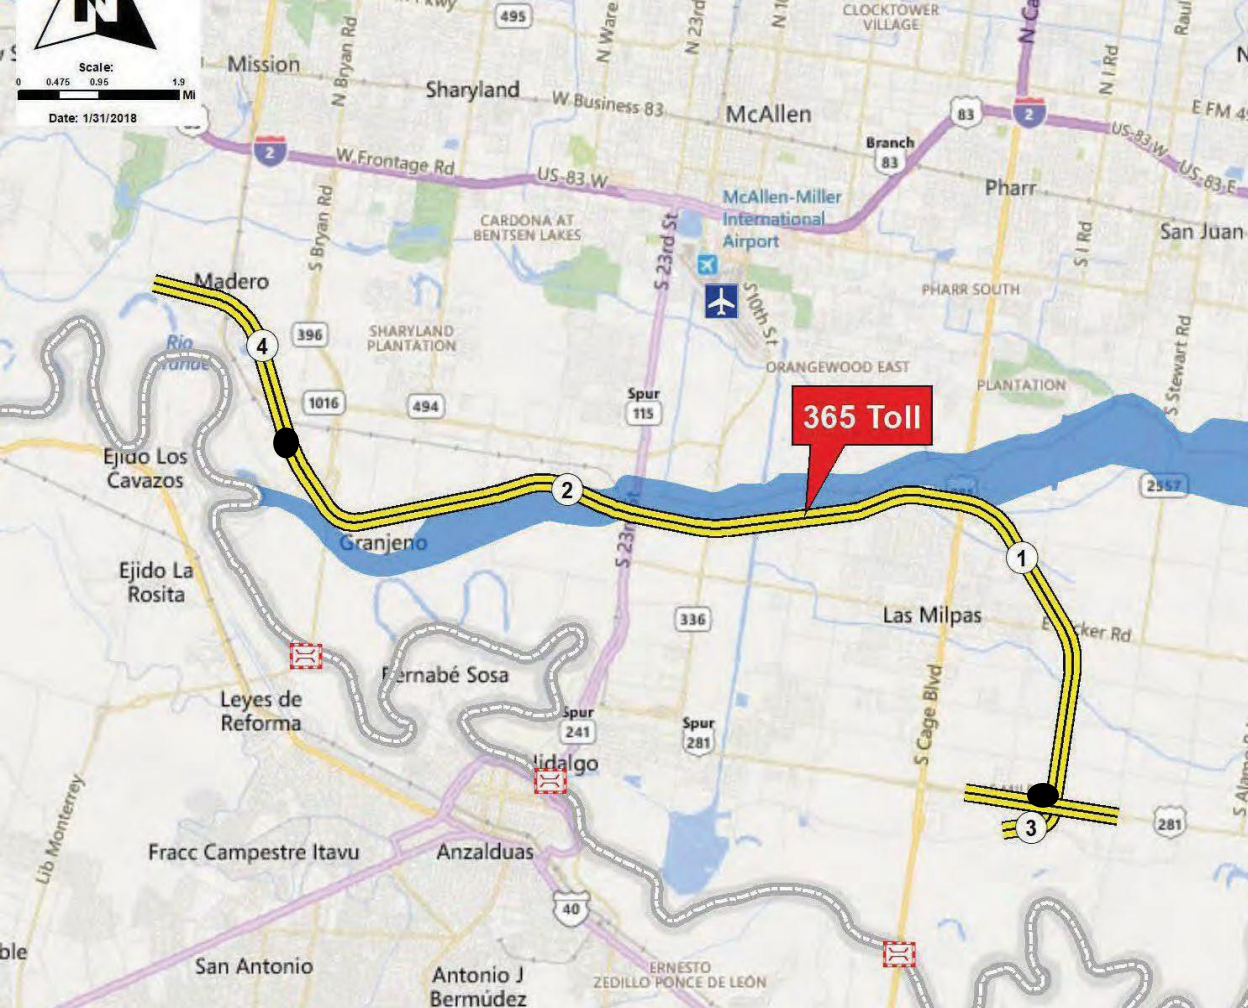 N
Scale:
0 0.475 0.95 1.9
Mi
Date: 1/31/2018
495
N Ware
N 23rd
CLOCKTOWER
VILLAGE
N Bryan Rd
Mission
Sharyland
W Business 83
McAllen
N I Rd
83
2
E FM 49
Branch
83
US-83 W
US-83 E
2
W Frontage Rd
US-83 W
Pharr
San Juan
McAllen-Miller
International
Airport
CARDONA AT
BENTSEN LAKES
S Bryan Rd
S 23rd St
S I Rd
Madero
S 10th St
PHARR SOUTH
4
396
SHARYLAND
PLANTATION
Rio
ORANGEWOOD EAST
PLANTATION
S Stewart Rd
1016
494
Spur
115
365 Toll
Ejido Los
Cavazos
2
2557
Granjeno
S 23rd
1
Ejido La
Rosita
336
Las Milpas
Leyes de
Reforma
Spur
241
Spur
281
S Cage Blvd
3
281
Lib Monterrey
Fracc Campestre Itavu
Anzalduas
40
San Antonio
Antonio J
Bermúdez
ERNESTO
ZEDILLO PONCE DE LEÓN